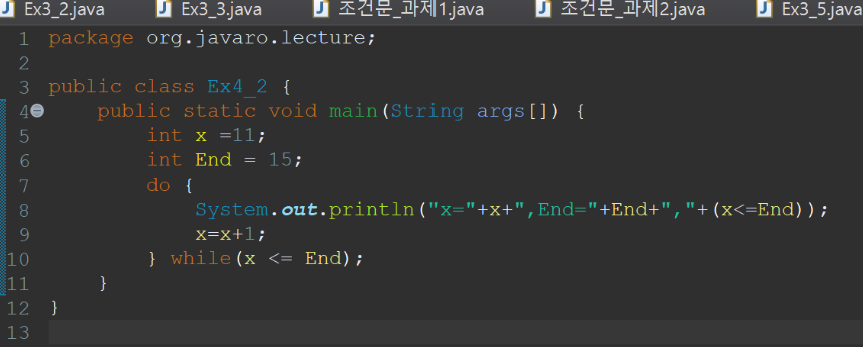 Ex3_2.java Ex3_3.java 조건문_과제1.java 조건문_과제2.java Ex3_5.java
1 package org.javaro.lecture;
2
3 public class Ex4_2 {
4 public static void main(String args[]) {
5 int x =11;
6 int End = 15;
7 do {
8 System.out.println("x="+x+",End="+End+","+(x<=End));
9 x=x+1;
10 } while(x <= End);
11 }
12 }
13